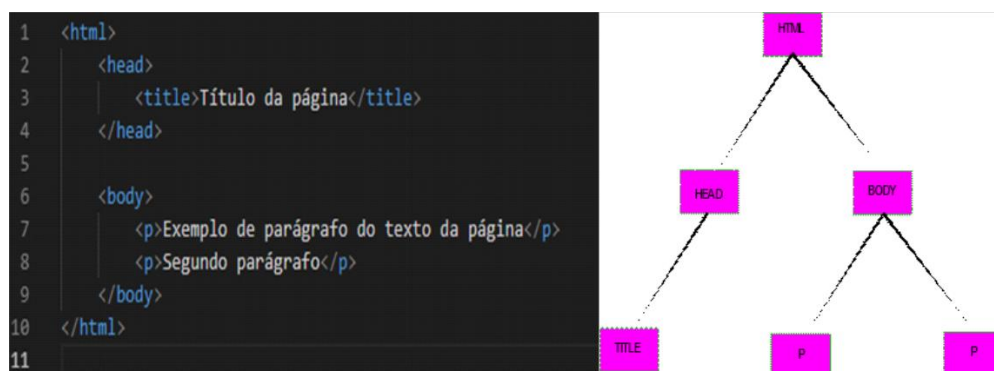 1 <html>
2 <head>
3 <title>Título da página</title>
4 </head>
5
6 <body>
7 <p>Exemplo de parágrafo do texto da página</p>
8 <p>Segundo parágrafo</p>
9 </body>
10 </html>
11
HTML
HEAD BODY
TITLE P P